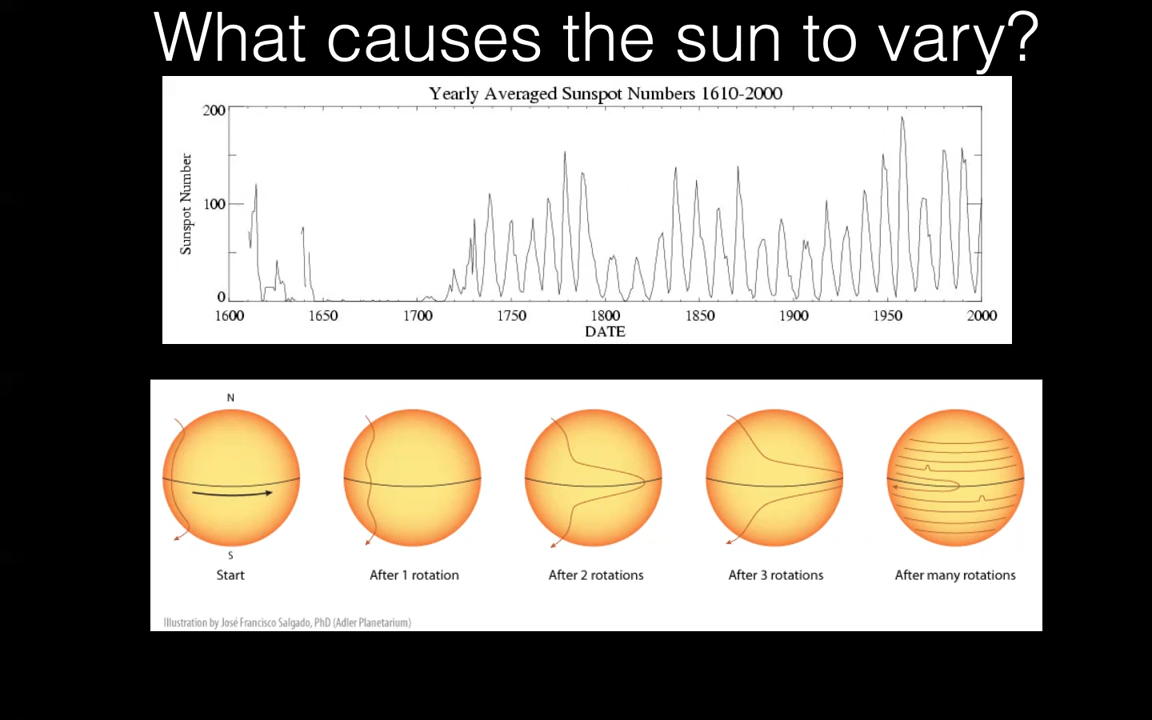 What causes the sun to vary?
Yearly Averaged Sunspot Numbers 1610-2000
200
100
0
Sunspot Number
1600 1650 1700 1750 1800 1850 1900 1950 2000
DATE
N
S
Start After 1 rotation After 2 rotations After 3 rotations After many rotations
Illustration by José Francisco Salgado, PhD (Adler Planetarium)